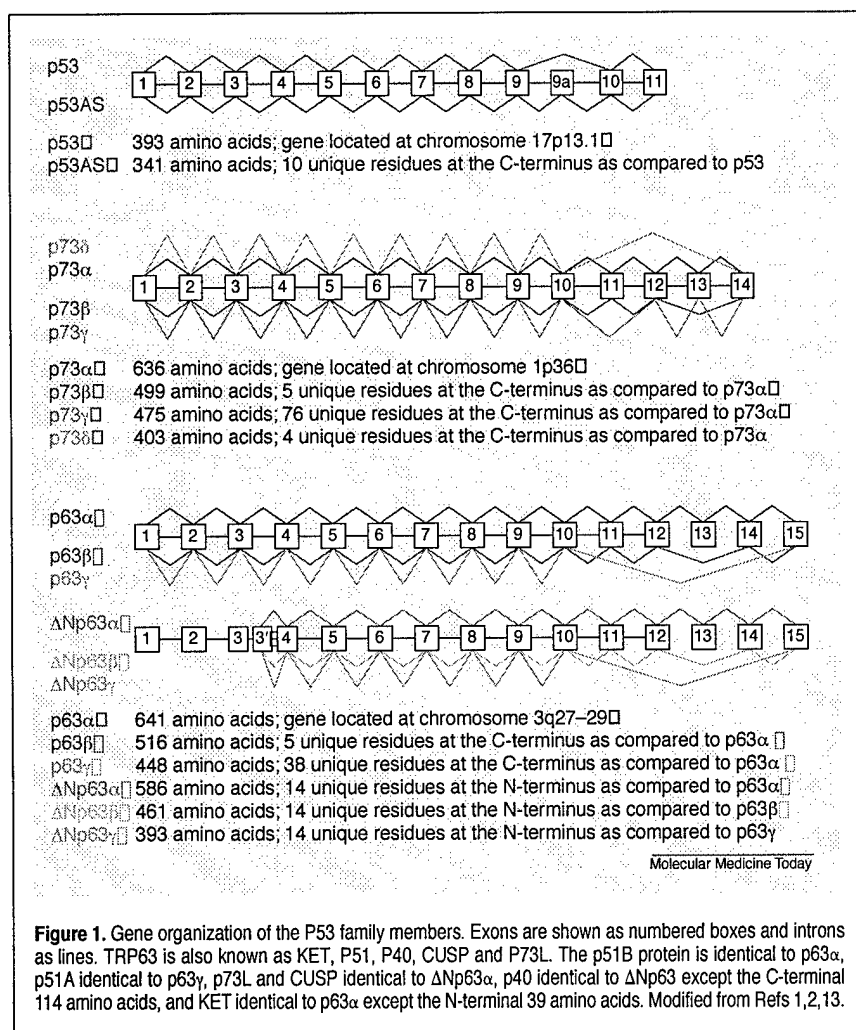 p53
1 2 3 4 5 6 7 8 9 9a 10 11
p53AS
p53 393 amino acids; gene located at chromosome 17p13.1
p53AS 341 amino acids; 10 unique residues at the C-terminus as compared to p53
p73δ
p73α
1 2 3 4 5 6 7 8 9 10 11 12 13 14
p73β
p73γ
p73α 636 amino acids; gene located at chromosome 1p36
p73β 499 amino acids; 5 unique residues at the C-terminus as compared to p73α
p73γ 475 amino acids; 76 unique residues at the C-terminus as compared to p73α
p73δ 403 amino acids; 4 unique residues at the C-terminus as compared to p73α
p63α
1 2 3 4 5 6 7 8 9 10 11 12 13 14 15
p63β
p63γ
ΔNp63α
1 2 3 3' 4 5 6 7 8 9 10 11 12 13 14 15
ΔNp63β
ΔNp63γ
p63α 641 amino acids; gene located at chromosome 3q27–29
p63β 516 amino acids; 5 unique residues at the C-terminus as compared to p63α
p63γ 448 amino acids; 38 unique residues at the C-terminus as compared to p63α
ΔNp63α 586 amino acids; 14 unique residues at the N-terminus as compared to p63α
ΔNp63β 461 amino acids; 14 unique residues at the N-terminus as compared to p63β
ΔNp63γ 393 amino acids; 14 unique residues at the N-terminus as compared to p63γ
Molecular Medicine Today
Figure 1. Gene organization of the P53 family members. Exons are shown as numbered boxes and introns
as lines. TRP63 is also known as KET, P51, P40, CUSP and P73L. The p51B protein is identical to p63α,
p51A identical to p63γ, p73L and CUSP identical to ΔNp63α, p40 identical to ΔNp63 except the C-terminal
114 amino acids, and KET identical to p63α except the N-terminal 39 amino acids. Modified from Refs 1,2,13.